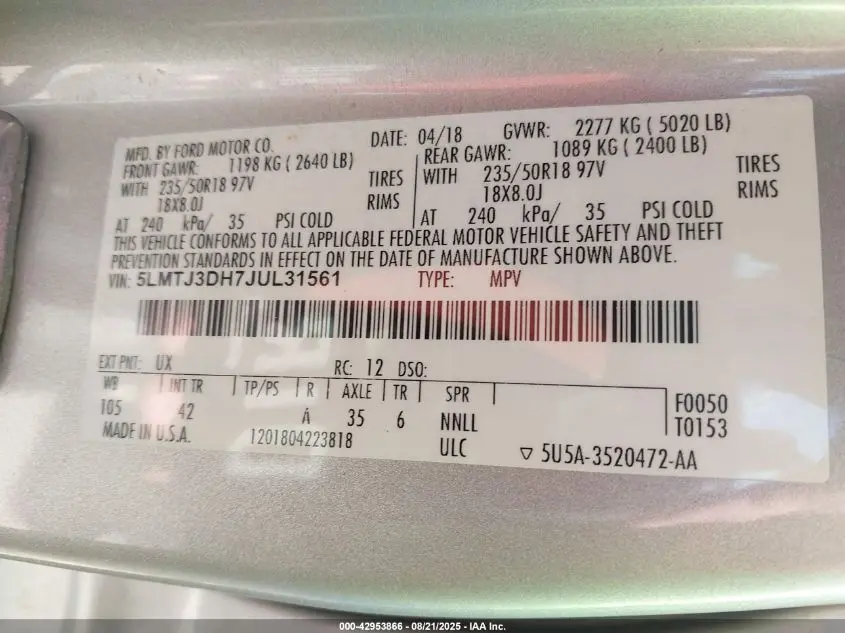 MFD. BY FORD MOTOR CO. DATE: 04/18 GVWR: 2277 KG ( 5020 LB)
FRONT GAWR: 1198 KG ( 2640 LB) REAR GAWR: 1089 KG ( 2400 LB)
WITH 235/50R18 97V TIRES WITH 235/50R18 97V TIRES
18X8.0J RIMS 18X8.0J RIMS
AT 240 kPa/ 35 PSI COLD AT 240 kPa/ 35 PSI COLD
THIS VEHICLE CONFORMS TO ALL APPLICABLE FEDERAL MOTOR VEHICLE SAFETY AND THEFT
PREVENTION STANDARDS IN EFFECT ON THE DATE OF MANUFACTURE SHOWN ABOVE.
VIN: 5LMTJ3DH7JUL31561 TYPE: MPV
EXT PNT: UX RC: 12 DSO:
WB INT TR TP/PS R AXLE TR SPR
105 42 A 35 6 NNLL F0050
T0153
MADE IN U.S.A. 1201804223818 ULC ▽ 5U5A-3520472-AA
000-42953866 - 08/21/2025 - IAA Inc.